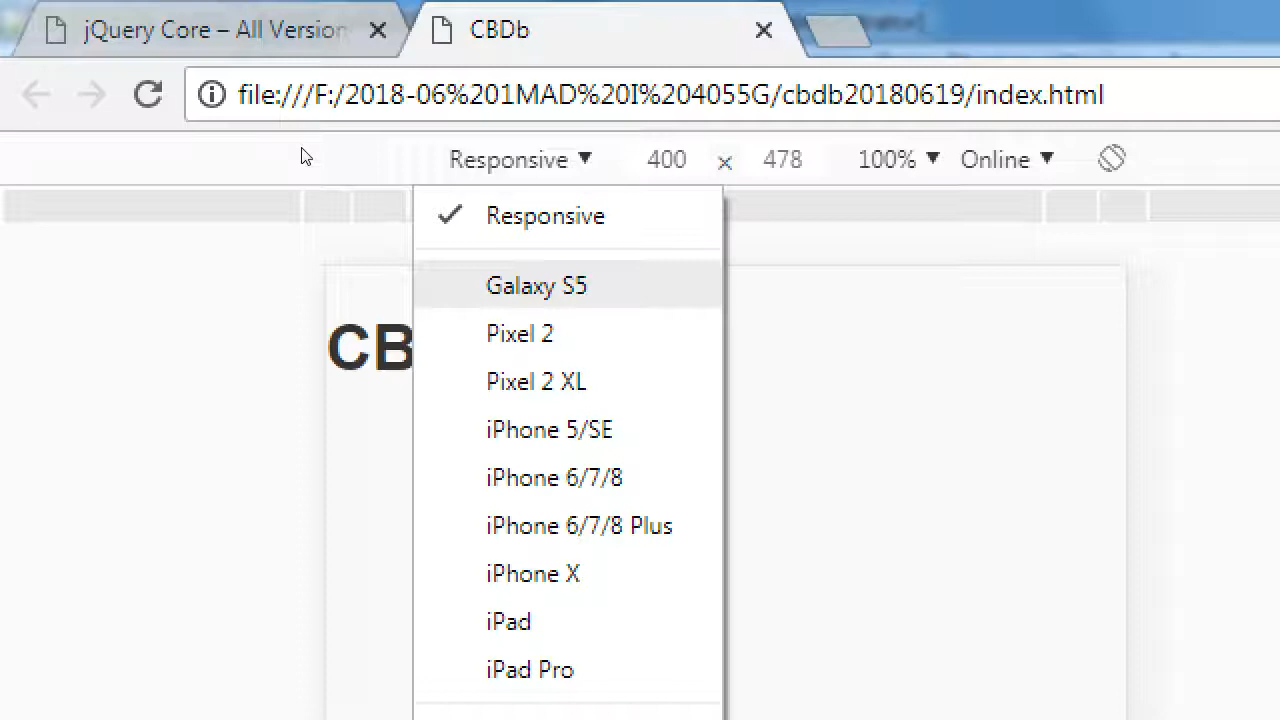 jQuery Core – All Version
CBDb
file:///F:/2018-06%201MAD%20I%204055G/cbdb20180619/index.html
Responsive 400 x 478 100% Online
Responsive
Galaxy S5
CB
Pixel 2
Pixel 2 XL
iPhone 5/SE
iPhone 6/7/8
iPhone 6/7/8 Plus
iPhone X
iPad
iPad Pro